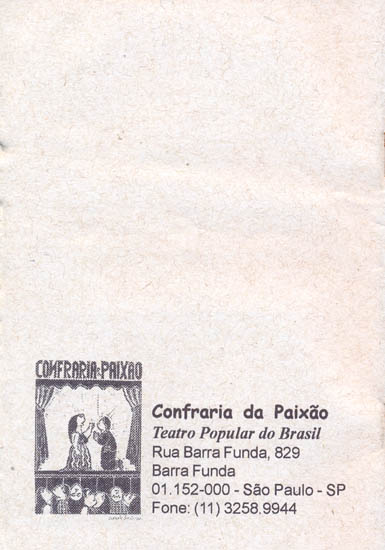 CONFRARIA DA PAIXÃO
Confraria da Paixão
Teatro Popular do Brasil
Rua Barra Funda, 829
Barra Funda
01.152-000 - São Paulo - SP
Fone: (11) 3258.9944